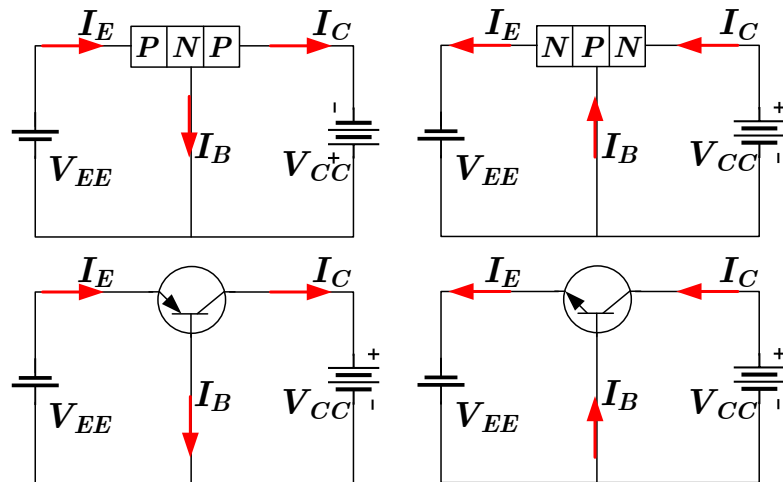 I_E I_C I_E I_C
P N P N P N
- +
I_B I_B
V_EE V_CC + V_EE V_CC -
I_E I_C I_E I_C
+ +
I_B I_B
V_EE V_CC - V_EE V_CC -